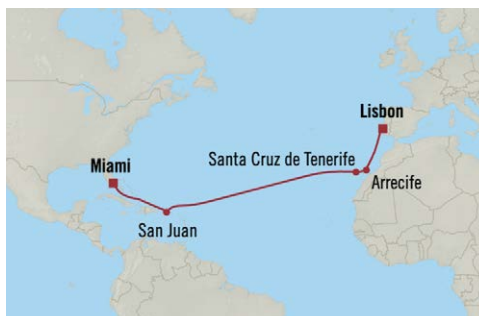 Lisbon
Miami
Santa Cruz de Tenerife
Arrecife
San Juan